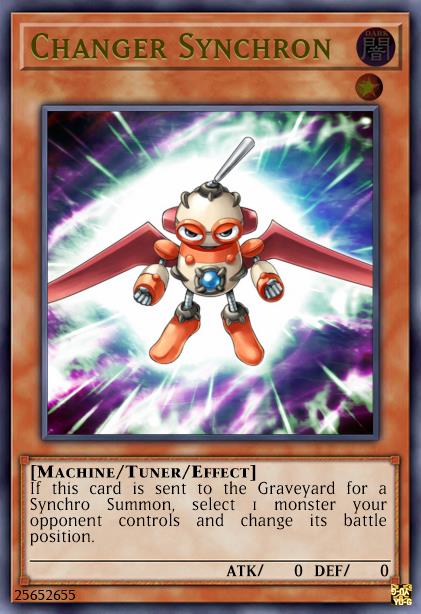 CHANGER SYNCHRON
DARK
闇
[MACHINE/TUNER/EFFECT]
If this card is sent to the Graveyard for a
Synchro Summon, select 1 monster your
opponent controls and change its battle
position.
ATK/ 0 DEF/ 0
25652655